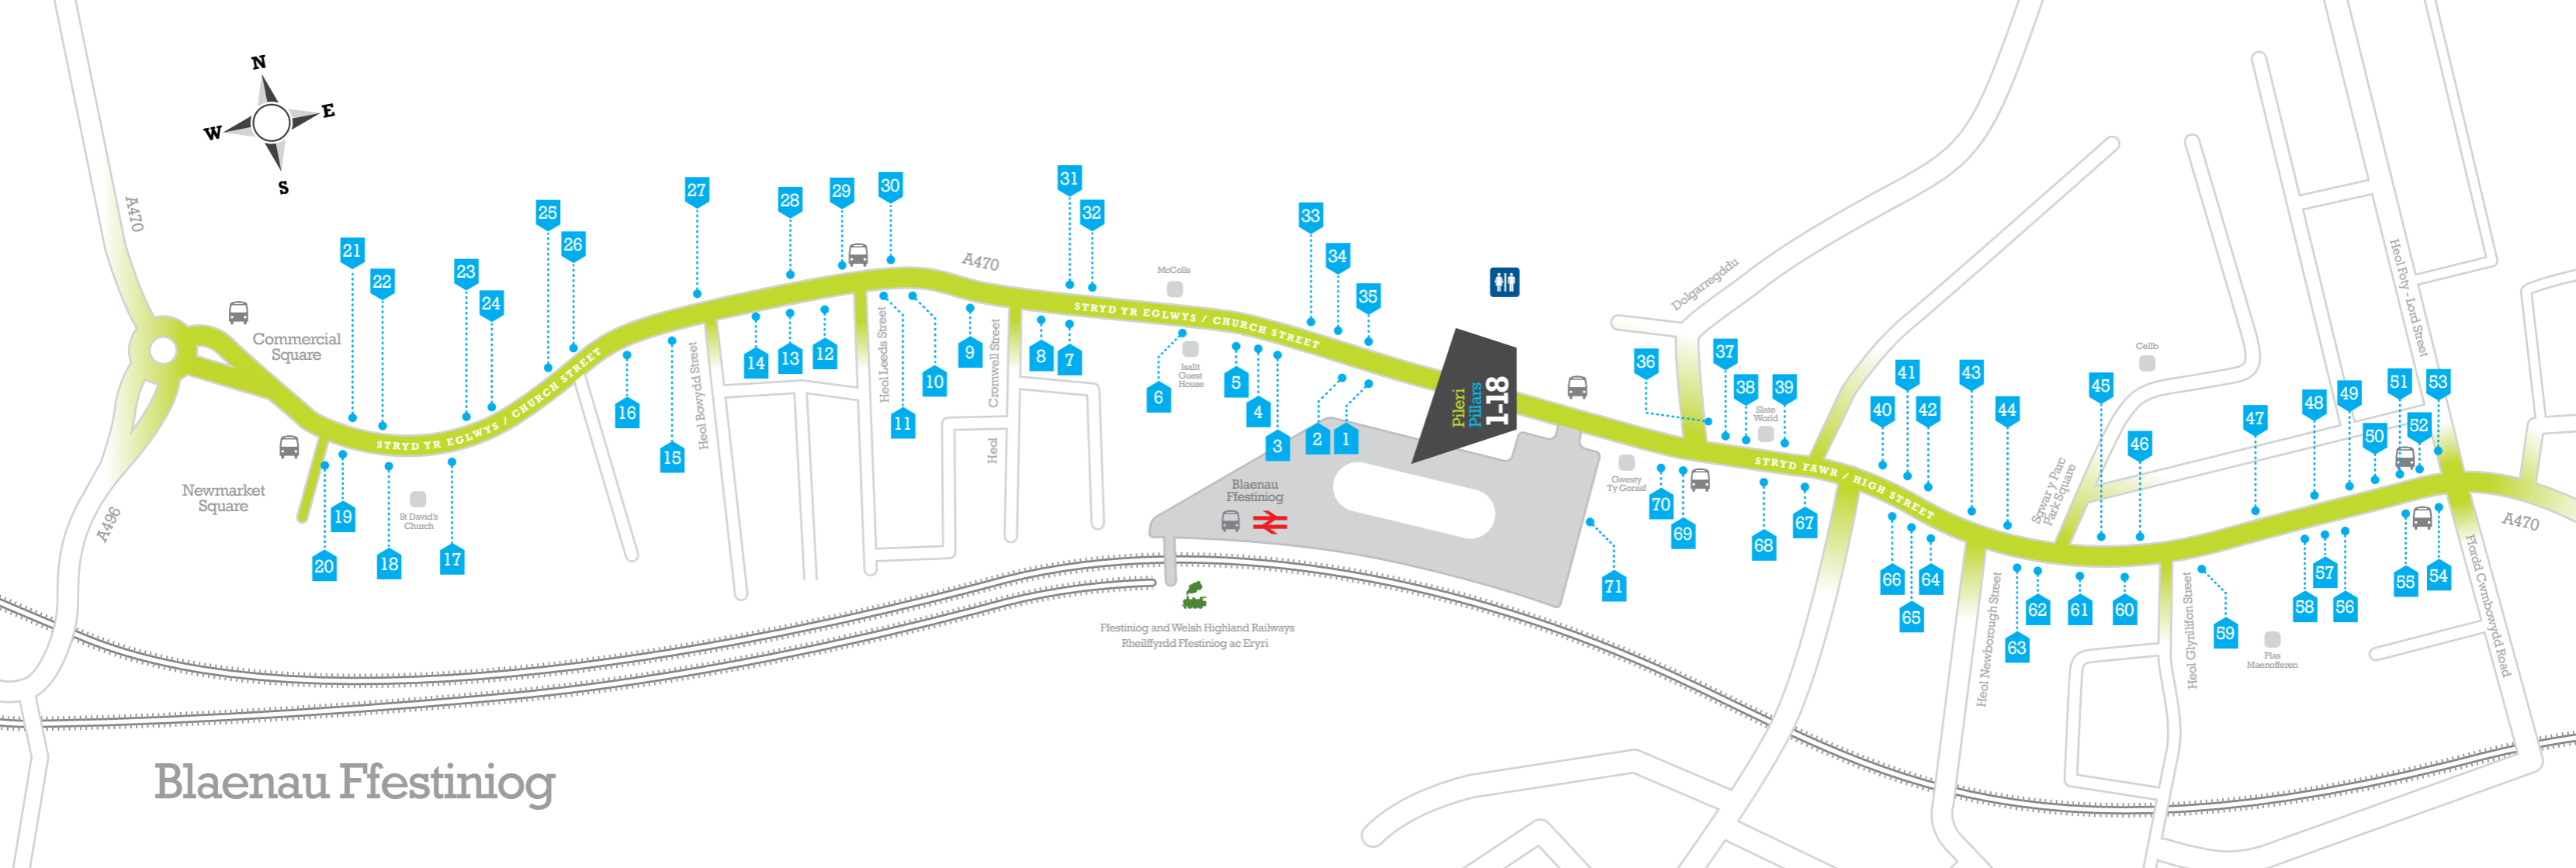 N
E
W
S
A470
21
22
23
24
25
26
27
28
29
30
31
32
33
34
35
36
37
38
39
40
41
42
43
44
45
46
47
48
49
50
51
52
53
A470
McColls
Commercial
Square
STRYD YR EGLWYS / CHURCH STREET
STRYD YR EGLWYS / CHURCH STREET
Pileri
Pillars
1-18
Dolgarregddu
Slate
World
STRYD FAWR / HIGH STREET
Cellb
Sgwar y Parc
Park Square
Heol Foty - Lord Street
A470
Newmarket
Square
A496
St David's
Church
20
19
18
17
16
15
Heol Bowydd Street
14
13
12
Heol Leeds Street
11
10
9
Cromwell Street
Heol
8
7
6
Isallt
Guest
House
5
4
3
2
1
Blaenau
Ffestiniog
Gwesty
Ty Gorsaf
71
70
69
68
67
66
65
64
Heol Newborough Street
63
62
61
60
Heol Glynllifon Street
59
Plas
Maenofferen
58
57
56
55
54
Ffordd Cwmbowydd Road
Ffestiniog and Welsh Highland Railways
Rheilffyrdd Ffestiniog ac Eryri
Blaenau Ffestiniog